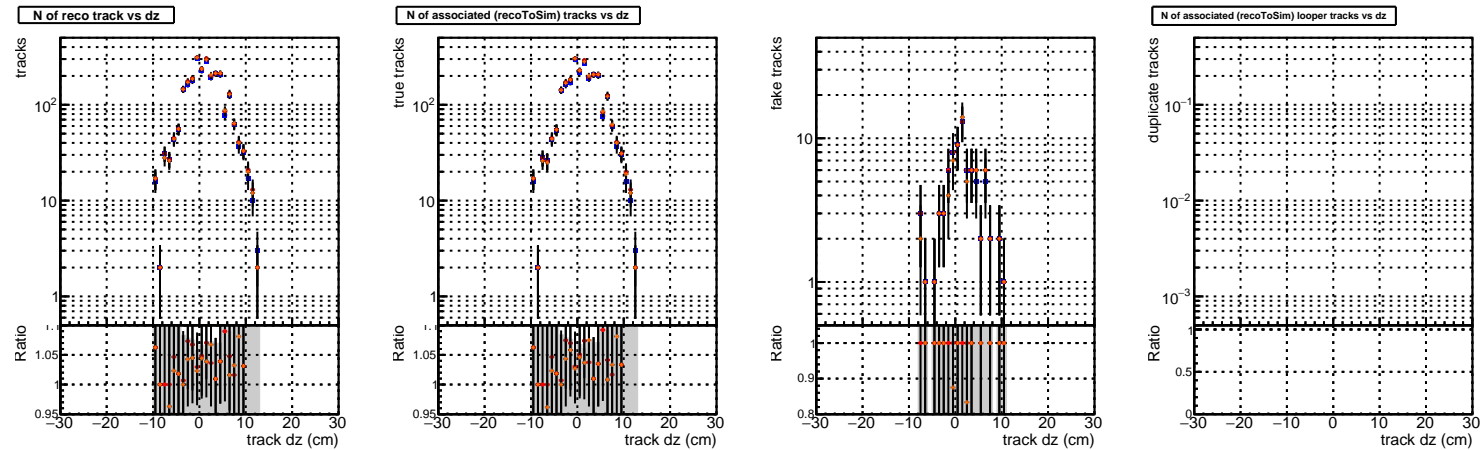 N of reco track vs dz
N of associated (recoToSim) tracks vs dz
N of associated (recoToSim) looper tracks vs dz
tracks
10²
10
1
Ratio
1.1
1.05
1
0.95
−30 −20 −10 0 10 20 30
track dz (cm)
true tracks
10²
10
1
Ratio
1.1
1.05
1
0.95
−30 −20 −10 0 10 20 30
track dz (cm)
fake tracks
10
1
Ratio
1
0.9
0.8
−30 −20 −10 0 10 20 30
track dz (cm)
duplicate tracks
10⁻¹
10⁻²
10⁻³
Ratio
1
0.5
0
−30 −20 −10 0 10 20 30
track dz (cm)